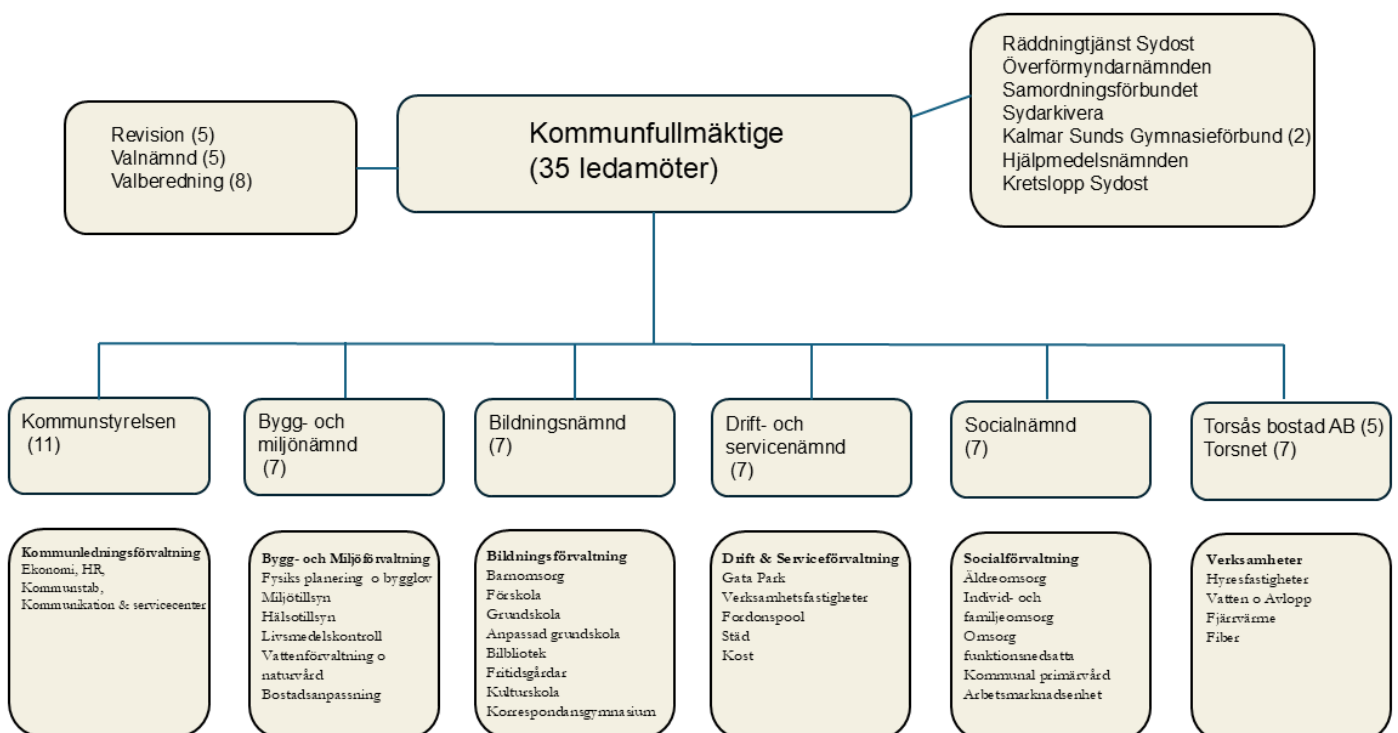 Räddningtjänst Sydost
Överförmyndarnämnden
Samordningsförbundet
Sydarkivera
Kalmar Sunds Gymnasieförbund (2)
Hjälpmedelsnämnden
Kretslopp Sydost
Revision (5)
Valnämnd (5)
Valberedning (8)
Kommunfullmäktige
(35 ledamöter)
Kommunstyrelsen
(11)
Bygg- och
miljönämnd
(7)
Bildningsnämnd
(7)
Drift- och
servicenämnd
(7)
Socialnämnd
(7)
Torsås bostad AB (5)
Torsnet (7)
Kommunledningsförvaltning
Ekonomi, HR,
Kommunstab,
Kommunikation & servicecenter
Bygg- och Miljöförvaltning
Fysiks planering o bygglov
Miljötillsyn
Hälsotillsyn
Livsmedelskontroll
Vattenförvaltning o
naturvård
Bostadsanpassning
Bildningsförvaltning
Barnomsorg
Förskola
Grundskola
Anpassad grundskola
Bilbliotek
Fritidsgårdar
Kulturskola
Korrespondansgymnasium
Drift & Serviceförvaltning
Gata Park
Verksamhetsfastigheter
Fordonspool
Städ
Kost
Socialförvaltning
Äldreomsorg
Individ- och
familjeomsorg
Omsorg
funktionsnedsatta
Kommunal primärvård
Arbetsmarknadsenhet
Verksamheter
Hyresfastigheter
Vatten o Avlopp
Fjärrvärme
Fiber